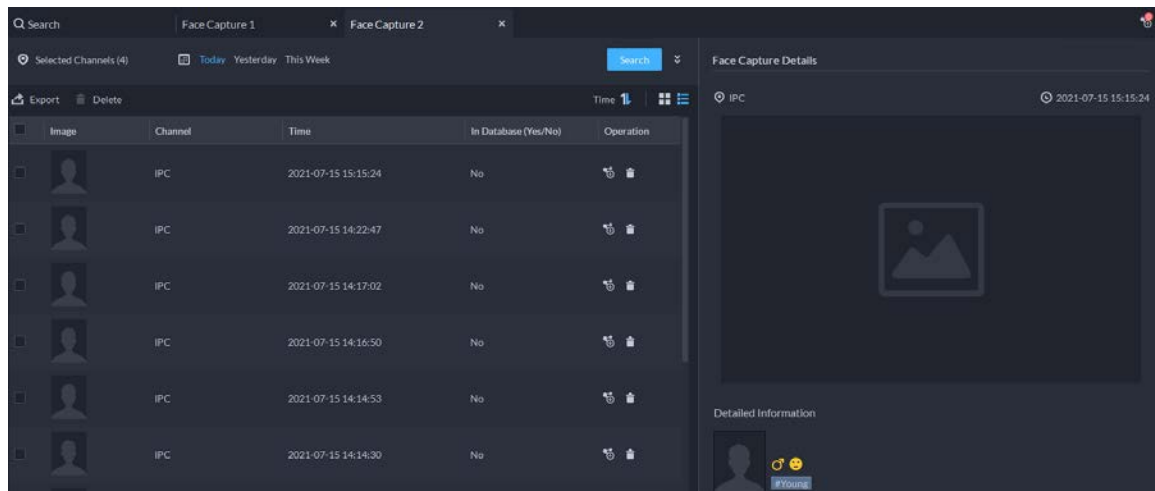 Search Face Capture 1 × Face Capture 2 ×
Selected Channels (4) Today Yesterday This Week Search
Export Delete Time
Image Channel Time In Database (Yes/No) Operation
IPC 2021-07-15 15:15:24 No
IPC 2021-07-15 14:22:47 No
IPC 2021-07-15 14:17:02 No
IPC 2021-07-15 14:16:50 No
IPC 2021-07-15 14:14:53 No
IPC 2021-07-15 14:14:30 No
Face Capture Details
IPC 2021-07-15 15:15:24
Detailed Information
#Young